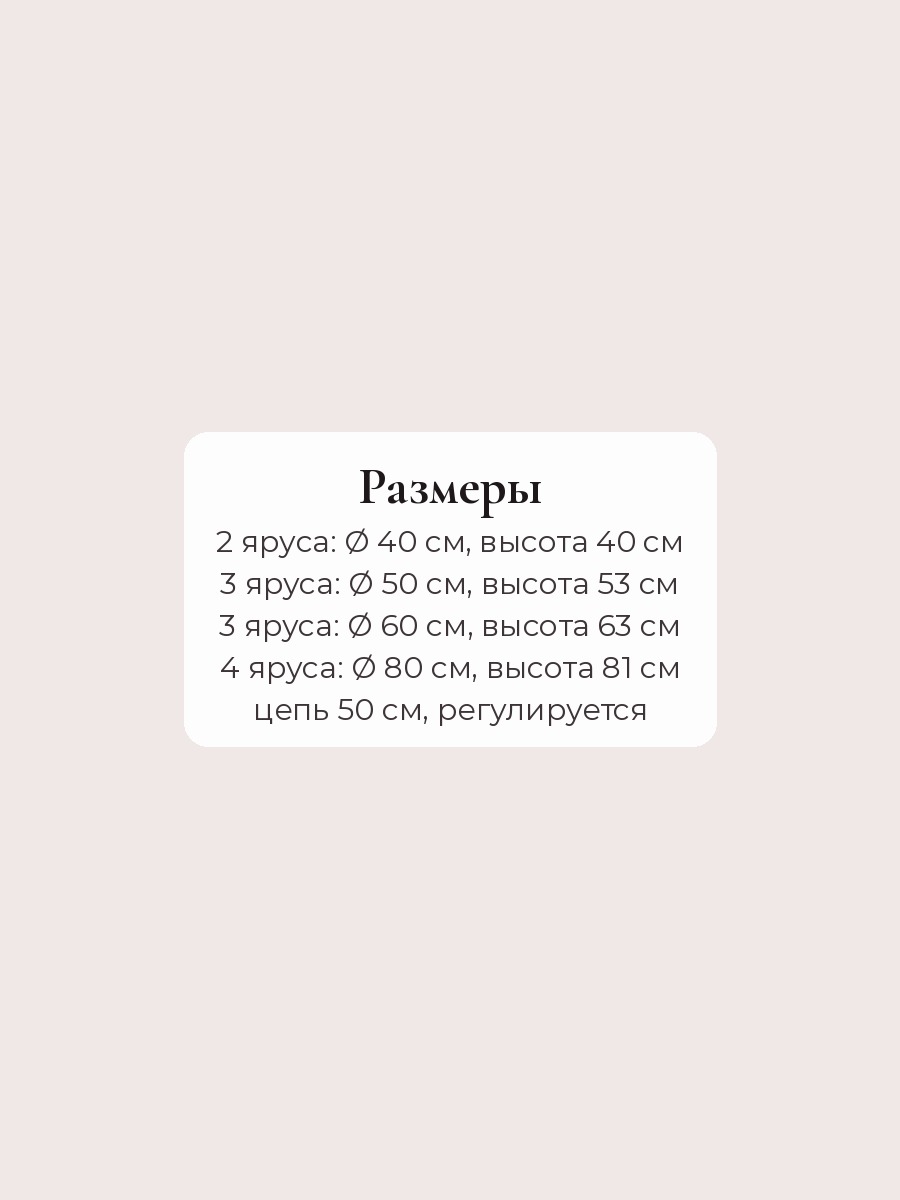 Размеры
2 яруса: Ø 40 см, высота 40 см
3 яруса: Ø 50 см, высота 53 см
3 яруса: Ø 60 см, высота 63 см
4 яруса: Ø 80 см, высота 81 см
цепь 50 см, регулируется